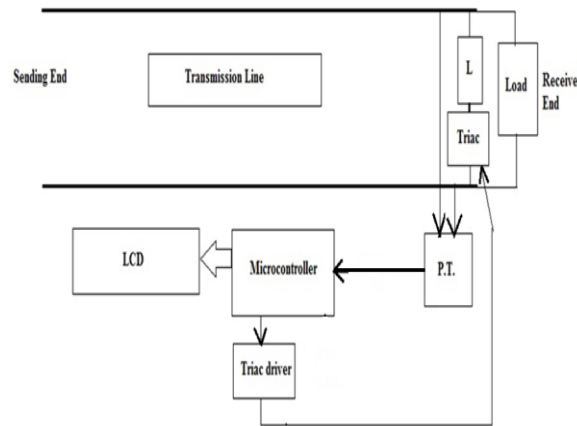 Sending End
Transmission Line
L
Triac
Load
Receive
End
LCD
Microcontroller
P.T.
Triac driver